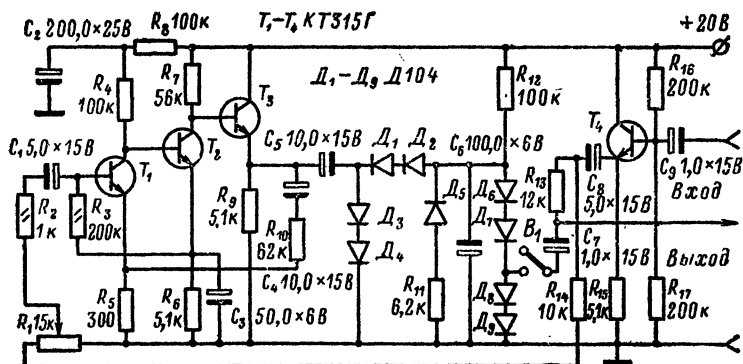 C₂ 200,0×25В
R₈ 100к
T₁-T₄ КТ315Г
+20В
R₄
100к
R₇
56к
T₃
Д₁-Д₉ Д104
R₁₂
100к
R₁₆
200к
C₁ 5,0×15В
T₁
T₂
C₅ 10,0×15В
Д₁
Д₂
C₆ 100,0×6В
T₄
C₉ 1,0×15В
Вход
R₂
1к
R₃
200к
R₉
5,1к
R₁₀
62к
Д₃
Д₄
Д₅
Д₆
Д₇
R₁₃
12к
C₈
5,0×15В
B₁
C₇
1,0×15В
Выход
C₄ 10,0×15В
R₁ 15к
R₅
300
R₆
5,1к
C₃ 50,0×6В
R₁₁
6,2к
Д₈
Д₉
R₁₄
10к
R₁₅
5,1к
R₁₇
200к